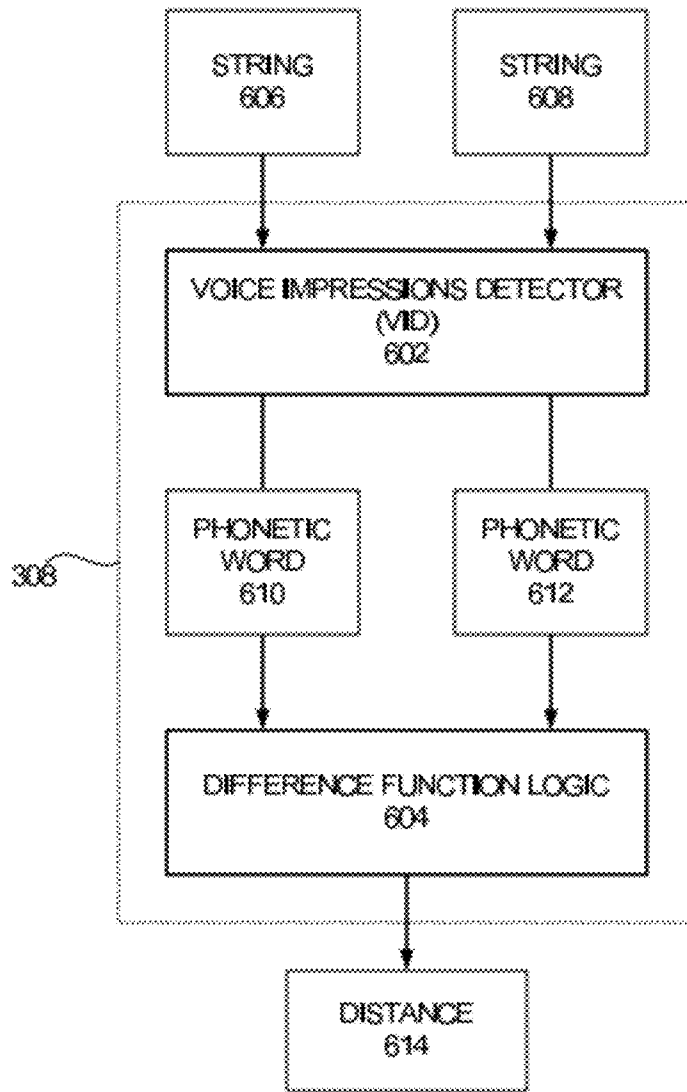 STRING
606
STRING
608
VOICE IMPRESSIONS DETECTOR
(VID)
602
PHONETIC
WORD
610
PHONETIC
WORD
612
308
DIFFERENCE FUNCTION LOGIC
604
DISTANCE
614